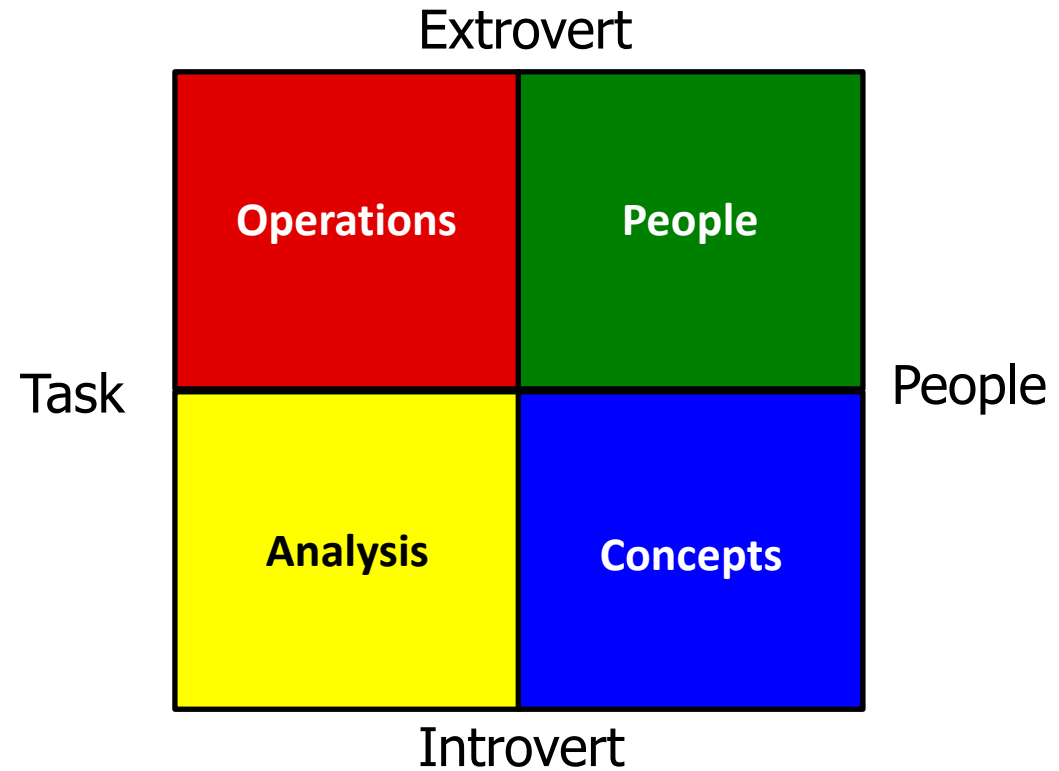 Extrovert
Operations
People
Task
People
Analysis
Concepts
Introvert